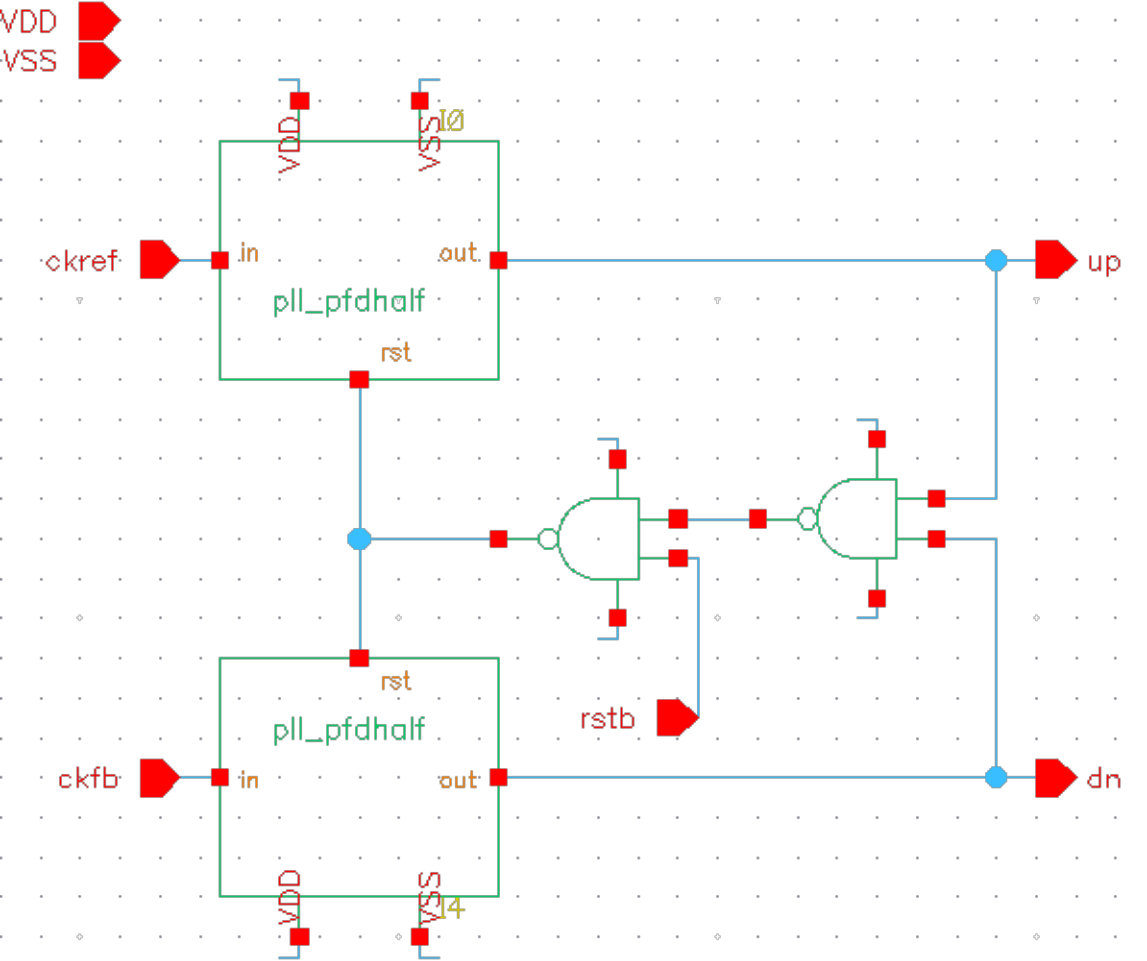 VDD
VSS
VDD
VSS
I0
ckref
in
out
up
pll_pfdhalf
rst
rst
rstb
pll_pfdhalf
ckfb
in
out
dn
VDD
VSS
I4